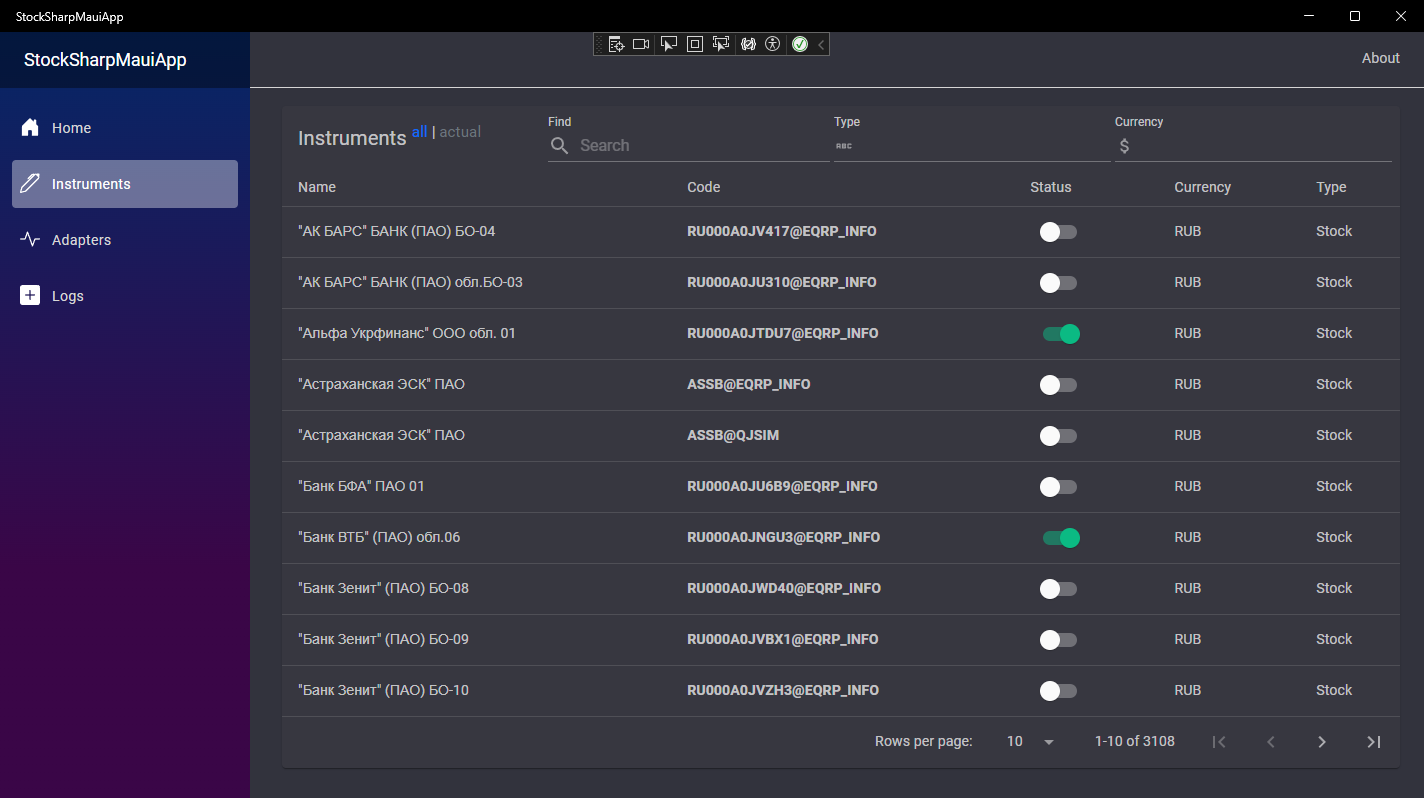 StockSharpMauiApp
StockSharpMauiApp
About
Home
Instruments
Adapters
Logs
Instruments all | actual
Find
Search
Type
ABC
Currency
$
Name Code Status Currency Type
"АК БАРС" БАНК (ПАО) БО-04 RU000A0JV417@EQRP_INFO RUB Stock
"АК БАРС" БАНК (ПАО) обл.БО-03 RU000A0JU310@EQRP_INFO RUB Stock
"Альфа Укрфинанс" ООО обл. 01 RU000A0JTDU7@EQRP_INFO RUB Stock
"Астраханская ЭСК" ПАО ASSB@EQRP_INFO RUB Stock
"Астраханская ЭСК" ПАО ASSB@QJSIM RUB Stock
"Банк БФА" ПАО 01 RU000A0JU6B9@EQRP_INFO RUB Stock
"Банк ВТБ" (ПАО) обл.06 RU000A0JNGU3@EQRP_INFO RUB Stock
"Банк Зенит" (ПАО) БО-08 RU000A0JWD40@EQRP_INFO RUB Stock
"Банк Зенит" (ПАО) БО-09 RU000A0JVBX1@EQRP_INFO RUB Stock
"Банк Зенит" (ПАО) БО-10 RU000A0JVZH3@EQRP_INFO RUB Stock
Rows per page: 10 1-10 of 3108